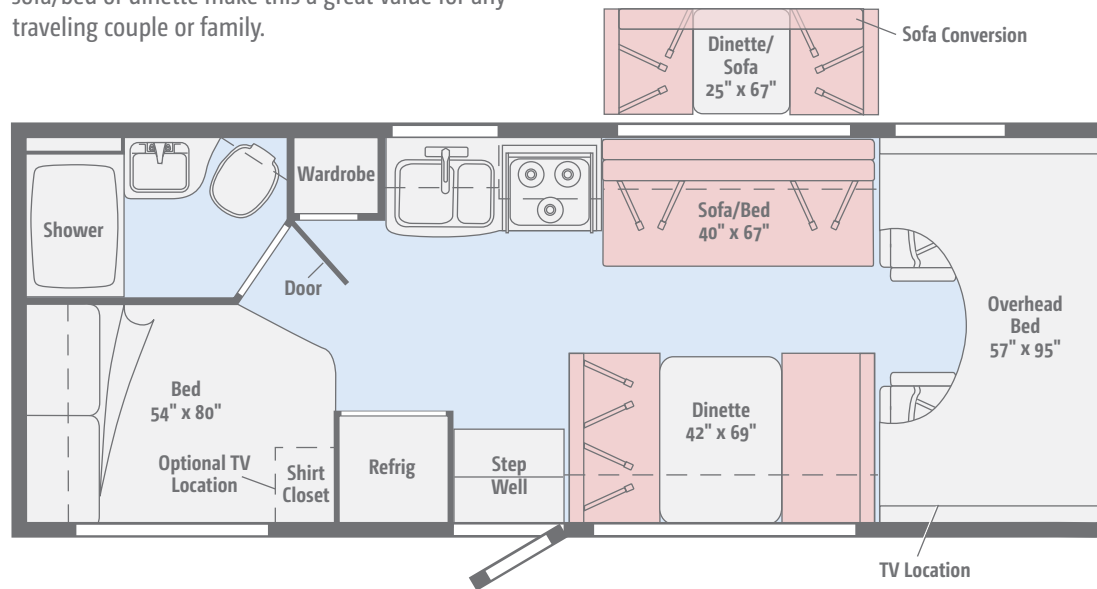 sofa/bed or dinette make this a great value for any
traveling couple or family.
Dinette/
Sofa
25" x 67"
Sofa Conversion
Wardrobe
Shower
Sofa/Bed
40" x 67"
Door
Overhead
Bed
57" x 95"
Bed
54" x 80"
Dinette
42" x 69"
Optional TV
Location
Shirt
Closet
Refrig
Step
Well
TV Location